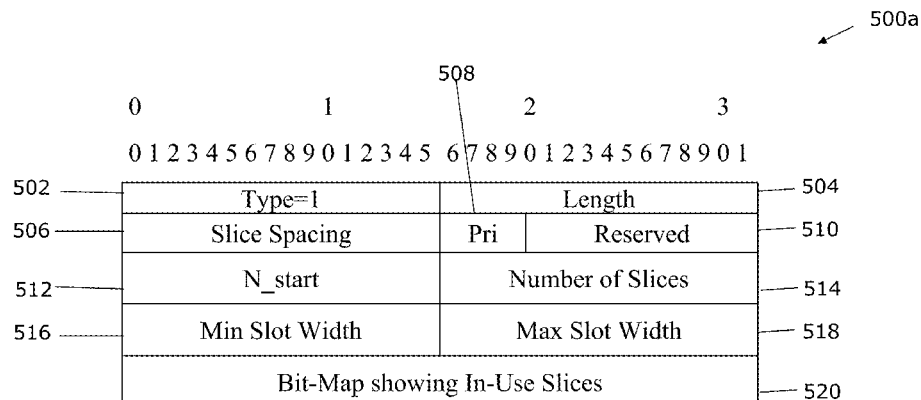 500a
508
0 1 2 3
0 1 2 3 4 5 6 7 8 9 0 1 2 3 4 5 6 7 8 9 0 1 2 3 4 5 6 7 8 9 0 1
502 Type=1 Length 504
506 Slice Spacing Pri Reserved 510
512 N_start Number of Slices 514
516 Min Slot Width Max Slot Width 518
Bit-Map showing In-Use Slices 520